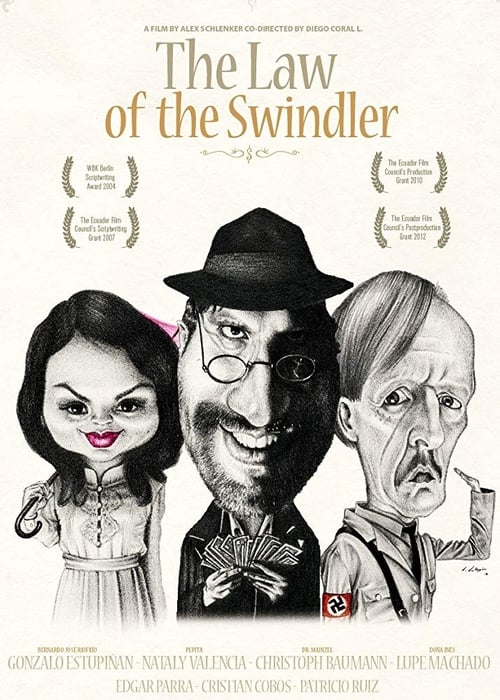 A FILM BY ALEX SCHLENKER CO-DIRECTED BY DIEGO CORAL L.
The Law
of the Swindler
$
WBK Berlin
Scriptwriting
Award 2004
The Ecuador Film
Council's Production
Grant 2010
The Ecuador Film
Council's Scriptwriting
Grant 2007
The Ecuador Film
Council's Postproduction
Grant 2012
BERNARDO JOSÉ RIOFRÍO PEPITA DR. MAINZEL DOÑA INÉS
GONZALO ESTUPIÑAN - NATALY VALENCIA - CHRISTOPH BAUMANN - LUPE MACHADO
EDGAR PARRA - CRISTIAN COBOS - PATRICIO RUIZ